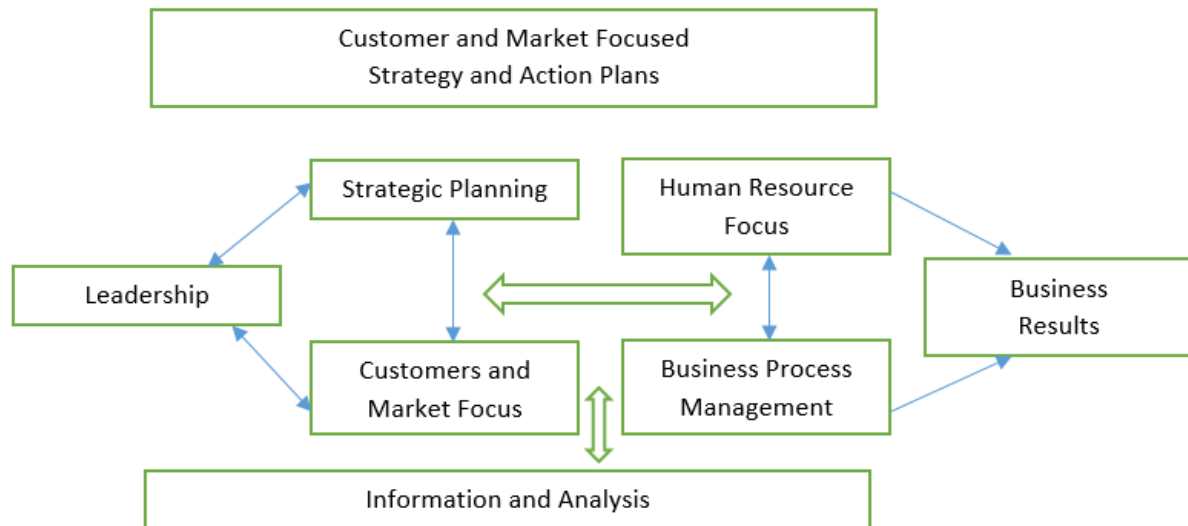 Customer and Market Focused
Strategy and Action Plans
Strategic Planning
Human Resource
Focus
Leadership
Business
Results
Customers and
Market Focus
Business Process
Management
Information and Analysis